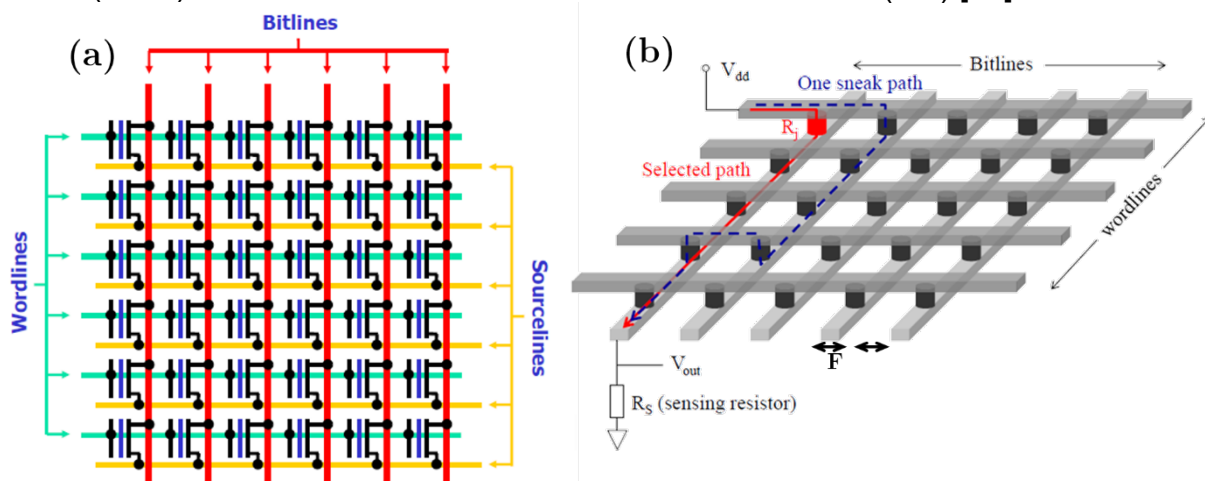 (a)
Bitlines
Wordlines
Sourcelines
(b)
V_dd
Bitlines
One sneak path
R_j
Selected path
wordlines
F
V_out
R_S (sensing resistor)